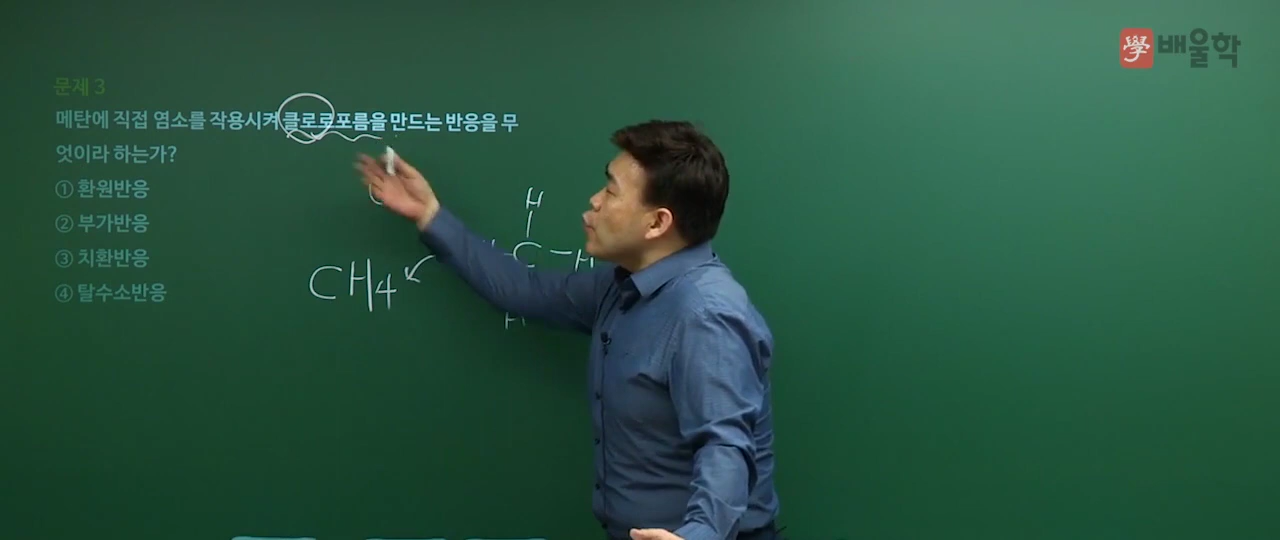 學 배울학
문제 3
메탄에 직접 염소를 작용시켜 클로로포름을 만드는 반응을 무
엇이라 하는가?
① 환원반응
② 부가반응
③ 치환반응
④ 탈수소반응
CH4
H
C - H
H